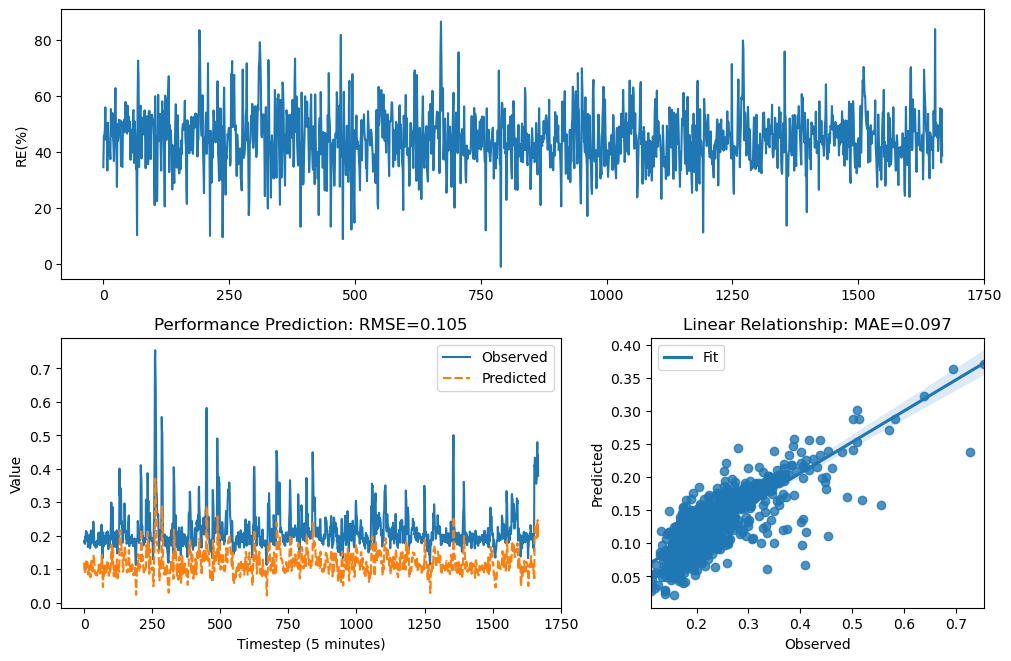 RE(%)
80
60
40
20
0
0 250 500 750 1000 1250 1500 1750
Performance Prediction: RMSE=0.105
Value
0.7
0.6
0.5
0.4
0.3
0.2
0.1
0.0
Observed
Predicted
0 250 500 750 1000 1250 1500 1750
Timestep (5 minutes)
Linear Relationship: MAE=0.097
Predicted
0.40
0.35
0.30
0.25
0.20
0.15
0.10
0.05
Fit
0.2 0.3 0.4 0.5 0.6 0.7
Observed